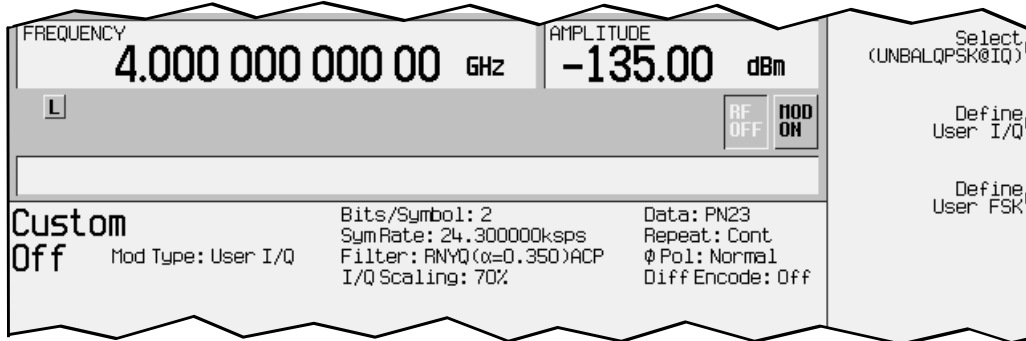 FREQUENCY
4.000 000 000 00 GHz
AMPLITUDE
-135.00 dBm
L
RF OFF
MOD ON
Custom
Off
Mod Type: User I/Q
Bits/Symbol: 2
Sym Rate: 24.300000ksps
Filter: RNYQ(α=0.350)ACP
I/Q Scaling: 70%
Data: PN23
Repeat: Cont
Φ Pol: Normal
Diff Encode: Off
Select
(UNBALQPSK@IQ)
Define
User I/Q
Define
User FSK